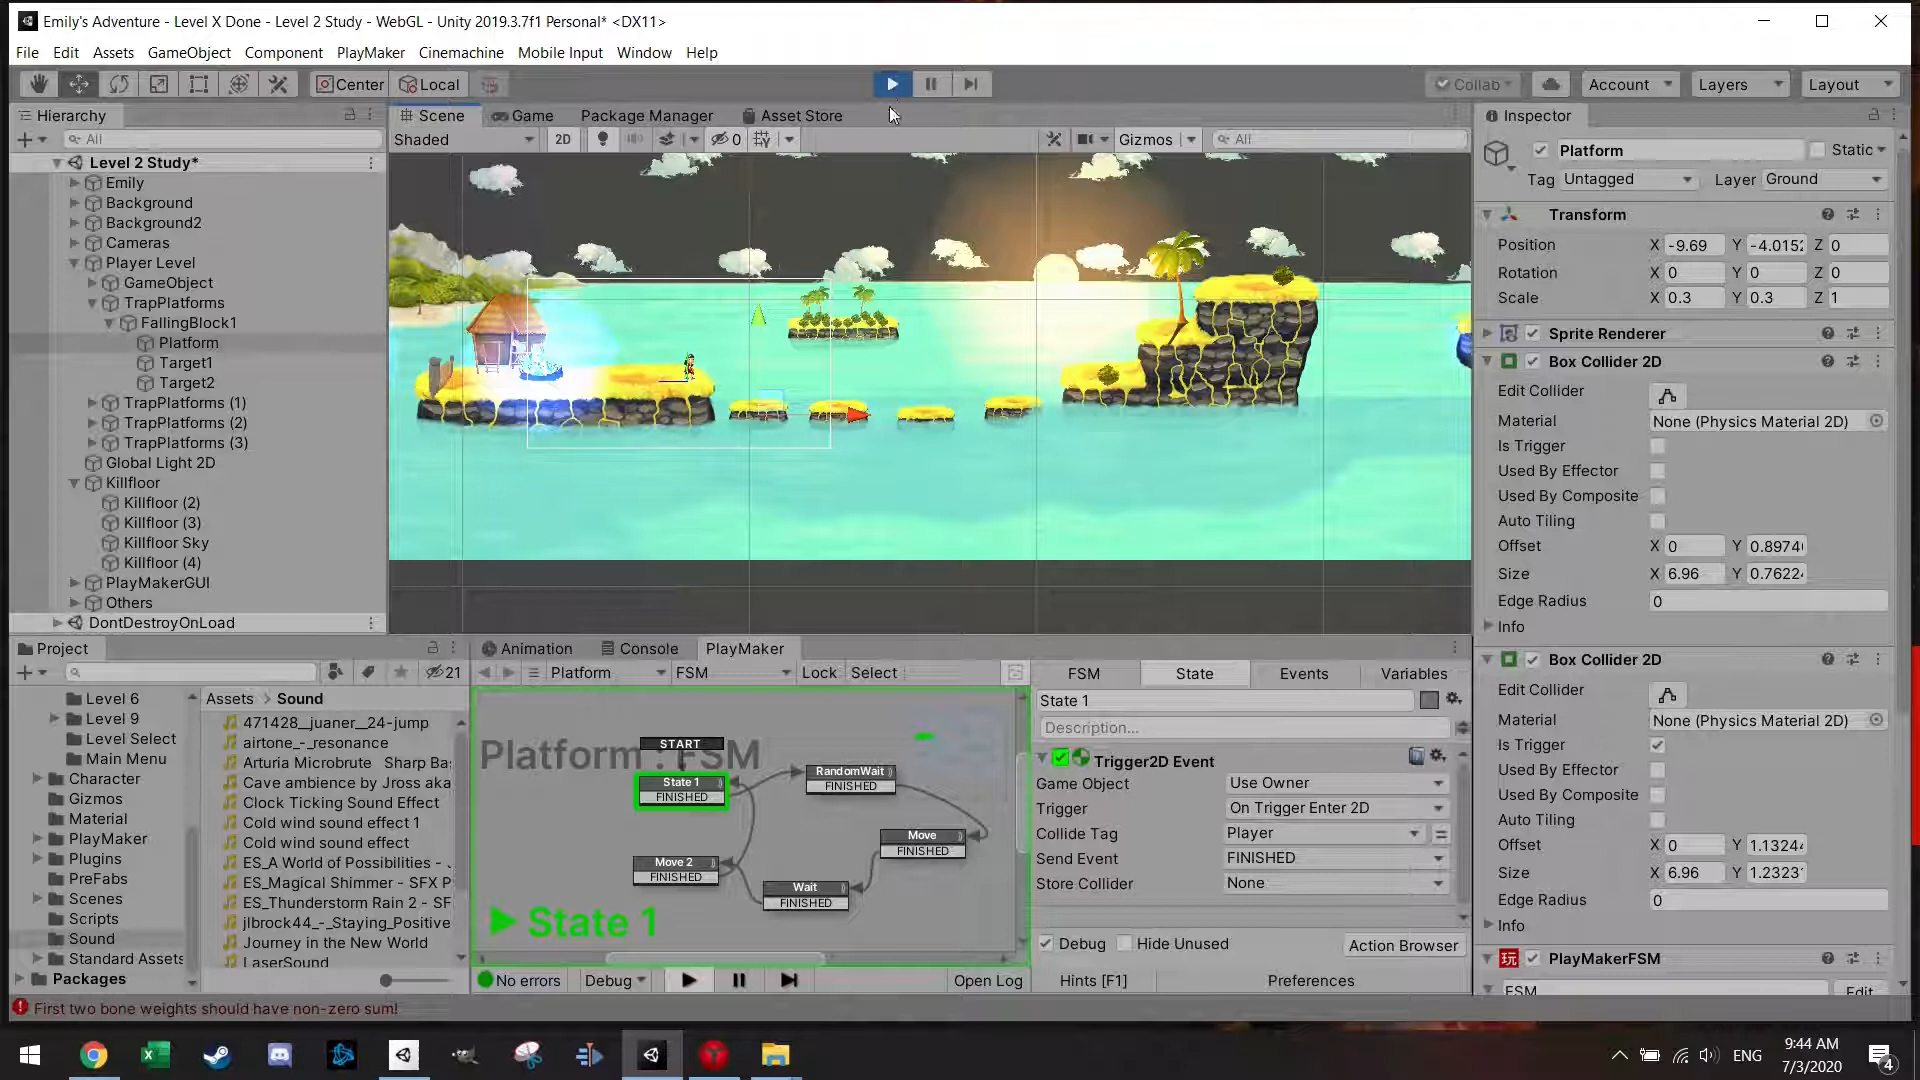 Emily's Adventure - Level X Done - Level 2 Study - WebGL - Unity 2019.3.7f1 Personal* <DX11>
File Edit Assets GameObject Component PlayMaker Cinemachine Mobile Input Window Help
Center Local Collab Account Layers Layout
Hierarchy
All
Level 2 Study*
Emily
Background
Background2
Cameras
Player Level
GameObject
TrapPlatforms
FallingBlock1
Platform
Target1
Target2
TrapPlatforms (1)
TrapPlatforms (2)
TrapPlatforms (3)
Global Light 2D
Killfloor
Killfloor (2)
Killfloor (3)
Killfloor Sky
Killfloor (4)
PlayMakerGUI
Others
DontDestroyOnLoad
Scene Game Package Manager Asset Store
Shaded 2D 0 Gizmos All
Inspector
Platform Static
Tag Untagged Layer Ground
Transform
Position X -9.69 Y -4.0152 Z 0
Rotation X 0 Y 0 Z 0
Scale X 0.3 Y 0.3 Z 1
Sprite Renderer
Box Collider 2D
Edit Collider
Material None (Physics Material 2D)
Is Trigger
Used By Effector
Used By Composite
Auto Tiling
Offset X 0 Y 0.8974
Size X 6.96 Y 0.7622
Edge Radius 0
Info
Box Collider 2D
Edit Collider
Material None (Physics Material 2D)
Is Trigger
Used By Effector
Used By Composite
Auto Tiling
Offset X 0 Y 1.1324
Size X 6.96 Y 1.2323
Edge Radius 0
Info
PlayMakerFSM
FSM Edit
Project
21
Level 6
Level 9
Level Select
Main Menu
Character
Gizmos
Material
PlayMaker
Plugins
PreFabs
Scenes
Scripts
Sound
Standard Assets
Packages
Assets > Sound
471428__juaner__24-jump
airtone_-_resonance
Arturia Microbrute Sharp Ba
Cave ambience by Jross aka
Clock Ticking Sound Effect
Cold wind sound effect 1
Cold wind sound effect
ES_A World of Possibilities -
ES_Magical Shimmer - SFX P
ES_Thunderstorm Rain 2 - SF
jlbrock44_-_Staying_Positive
Journey in the New World
LaserSound
Animation Console PlayMaker
Platform FSM Lock Select
Platform : FSM
START
State 1
FINISHED
RandomWait
FINISHED
Move
FINISHED
Move 2
FINISHED
Wait
FINISHED
State 1
No errors Debug Open Log
FSM State Events Variables
State 1
Description...
Trigger2D Event
Game Object Use Owner
Trigger On Trigger Enter 2D
Collide Tag Player
Send Event FINISHED
Store Collider None
Debug Hide Unused Action Browser
Hints [F1] Preferences
First two bone weights should have non-zero sum!
ENG
9:44 AM
7/3/2020
4